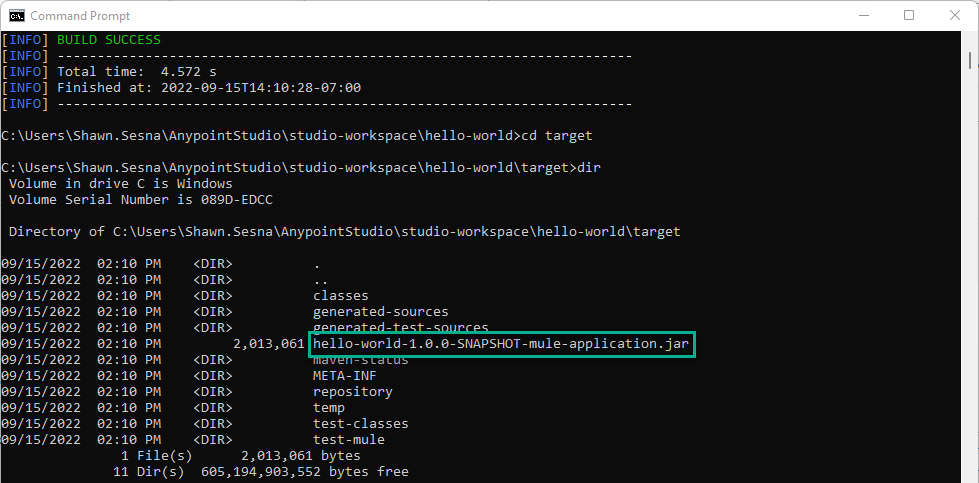 Command Prompt
[INFO] BUILD SUCCESS
[INFO] ------------------------------------------------------------------------
[INFO] Total time:  4.572 s
[INFO] Finished at: 2022-09-15T14:10:28-07:00
[INFO] ------------------------------------------------------------------------
C:\Users\Shawn.Sesna\AnypointStudio\studio-workspace\hello-world>cd target
C:\Users\Shawn.Sesna\AnypointStudio\studio-workspace\hello-world\target>dir
 Volume in drive C is Windows
 Volume Serial Number is 089D-EDCC
 Directory of C:\Users\Shawn.Sesna\AnypointStudio\studio-workspace\hello-world\target
09/15/2022  02:10 PM    <DIR>          .
09/15/2022  02:10 PM    <DIR>          ..
09/15/2022  02:10 PM    <DIR>          classes
09/15/2022  02:10 PM    <DIR>          generated-sources
09/15/2022  02:10 PM    <DIR>          generated-test-sources
09/15/2022  02:10 PM         2,013,061 hello-world-1.0.0-SNAPSHOT-mule-application.jar
09/15/2022  02:10 PM    <DIR>          maven-status
09/15/2022  02:10 PM    <DIR>          META-INF
09/15/2022  02:10 PM    <DIR>          repository
09/15/2022  02:10 PM    <DIR>          temp
09/15/2022  02:10 PM    <DIR>          test-classes
09/15/2022  02:10 PM    <DIR>          test-mule
               1 File(s)      2,013,061 bytes
              11 Dir(s)  605,194,903,552 bytes free